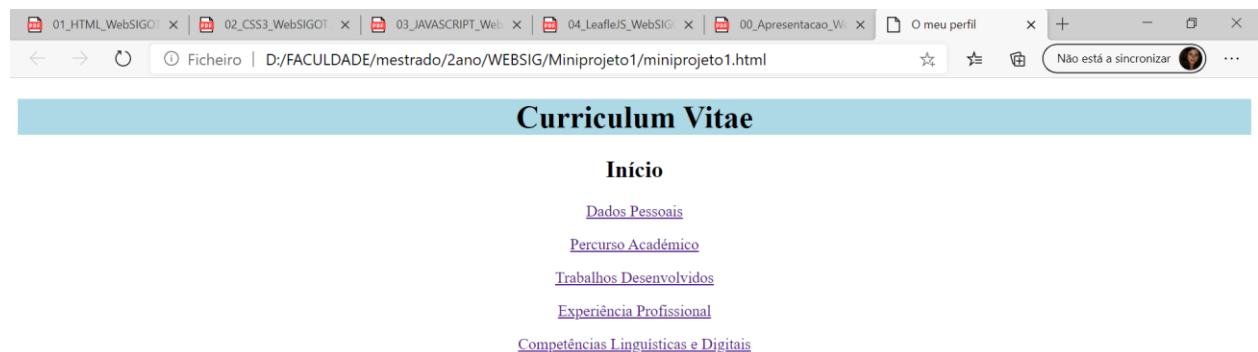 01_HTML_WebSIGOT
02_CSS3_WebSIGOT
03_JAVASCRIPT_Web
04_LeafleJS_WebSIG
00_Apresentacao_We
O meu perfil
Ficheiro | D:/FACULDADE/mestrado/2ano/WEBSIG/Miniprojeto1/miniprojeto1.html
Não está a sincronizar
Curriculum Vitae
Início
Dados Pessoais
Percurso Académico
Trabalhos Desenvolvidos
Experiência Profissional
Competências Linguísticas e Digitais